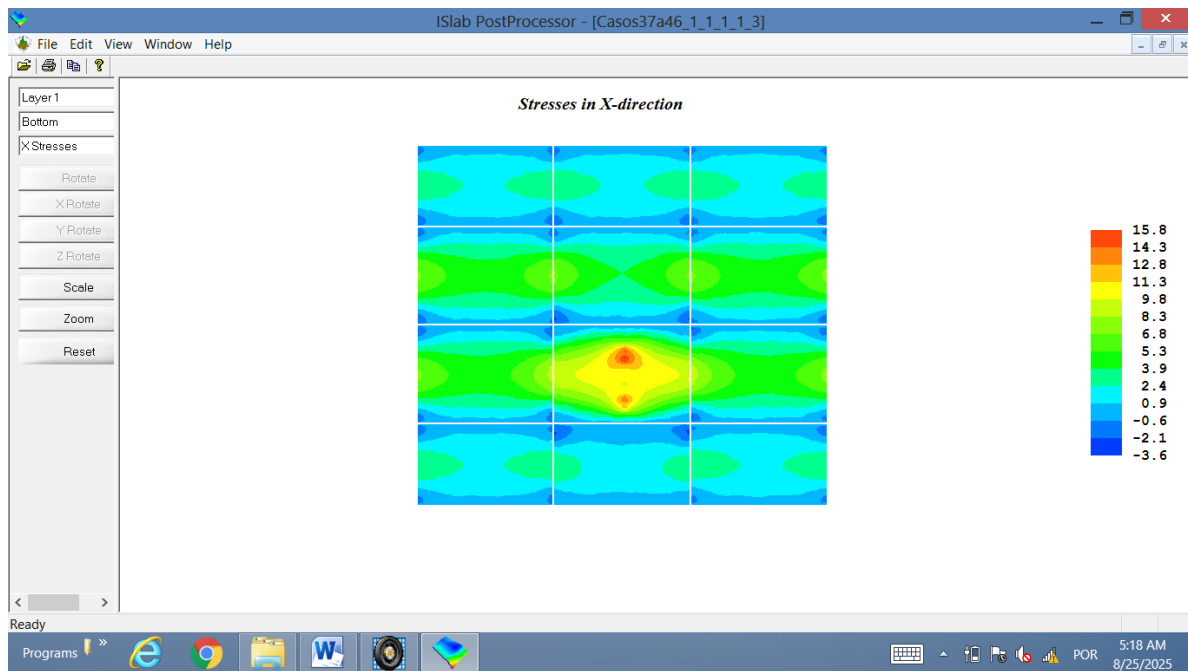 ISlab PostProcessor - [Casos37a46_1_1_1_1_3]
File Edit View Window Help
Layer 1
Bottom
X Stresses
Rotate
X Rotate
Y Rotate
Z Rotate
Scale
Zoom
Reset
Stresses in X-direction
15.8
14.3
12.8
11.3
9.8
8.3
6.8
5.3
3.9
2.4
0.9
-0.6
-2.1
-3.6
Ready
Programs
POR
5:18 AM
8/25/2025